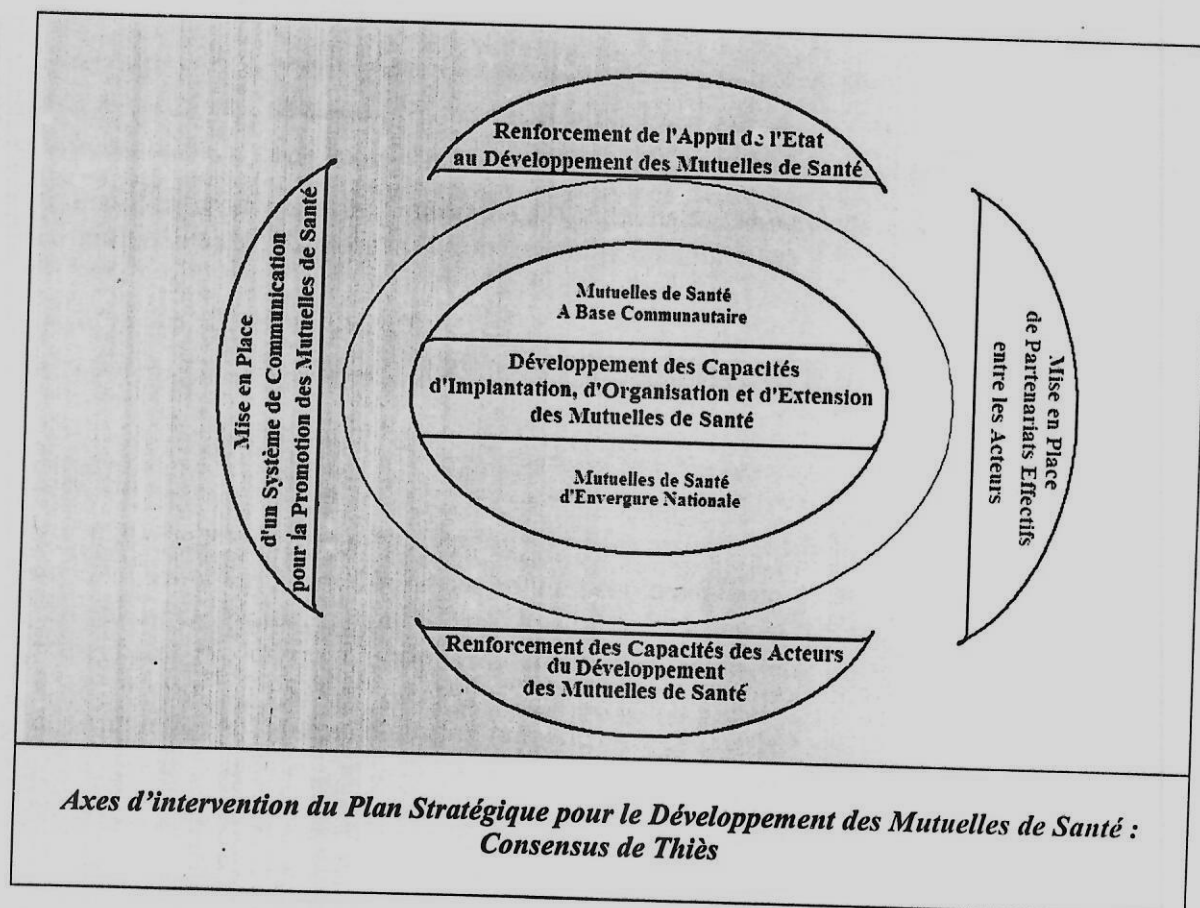 Renforcement de l'Appui de l'Etat
au Développement des Mutuelles de Santé
Mise en Place
d'un Système de Communication
pour la Promotion des Mutuelles de Santé
Mutuelles de Santé
A Base Communautaire
Développement des Capacités
d'Implantation, d'Organisation et d'Extension
des Mutuelles de Santé
Mutuelles de Santé
d'Envergure Nationale
Mise en Place
de Partenariats Effectifs
entre les Acteurs
Renforcement des Capacités des Acteurs
du Développement
des Mutuelles de Santé
Axes d'intervention du Plan Stratégique pour le Développement des Mutuelles de Santé :
Consensus de Thiès